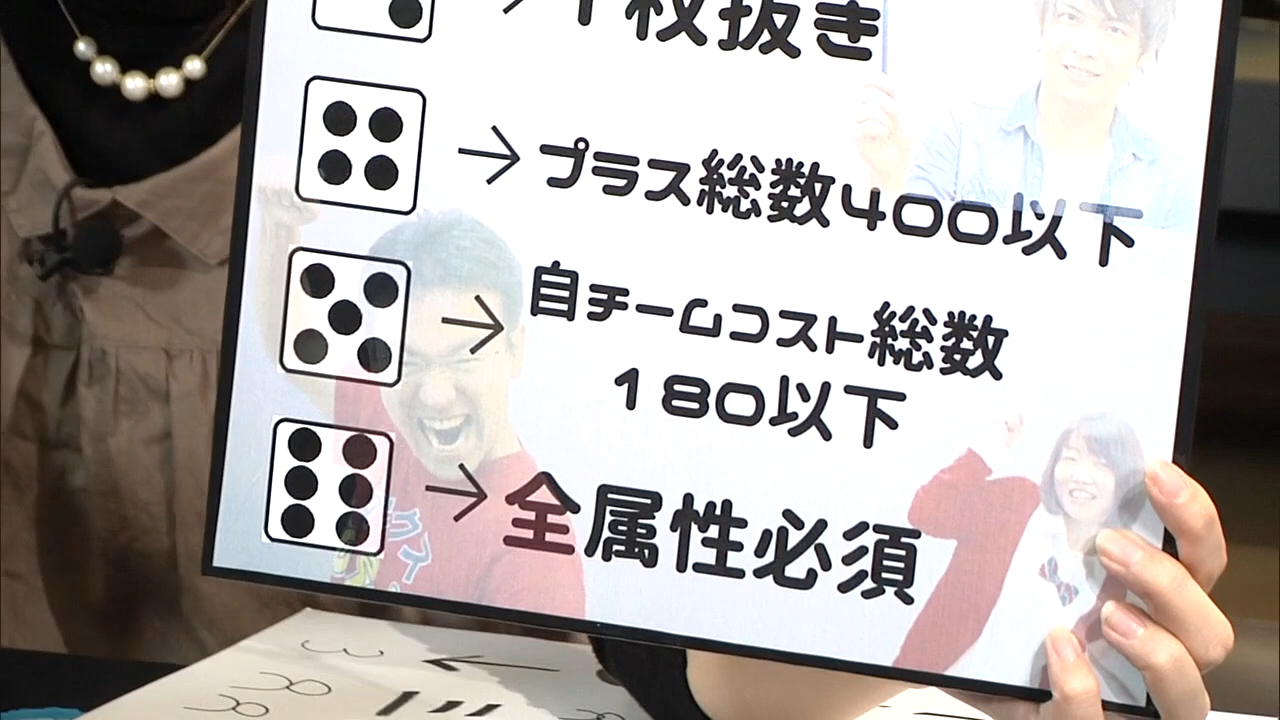 →1枚抜き
→プラス総数400以下
→自チームコスト総数
180以下
→全属性必須